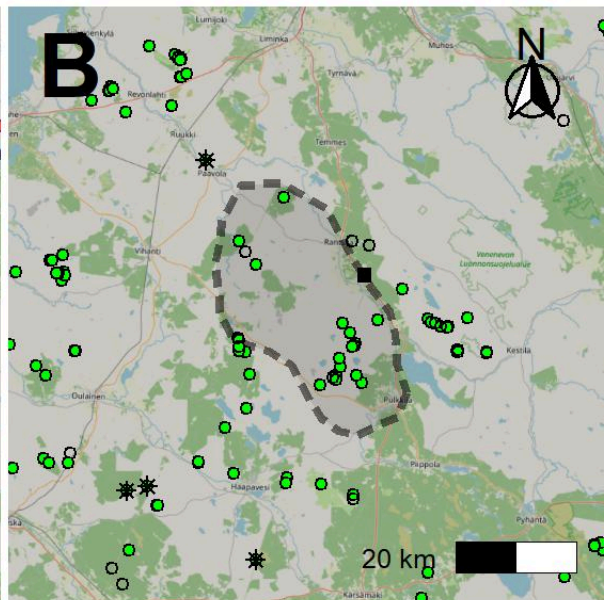 Lumijoki
Liminka
B
N
Muhos
Tyrnävä
Revonlahti
Ruukki
Temmes
Paavola
Vihanti
Venenevan
Luonnonsuojelualue
Kestilä
Oulainen
Pulkkila
Piippola
Haapavesi
Pyhäntä
20 km
Kärsämäki